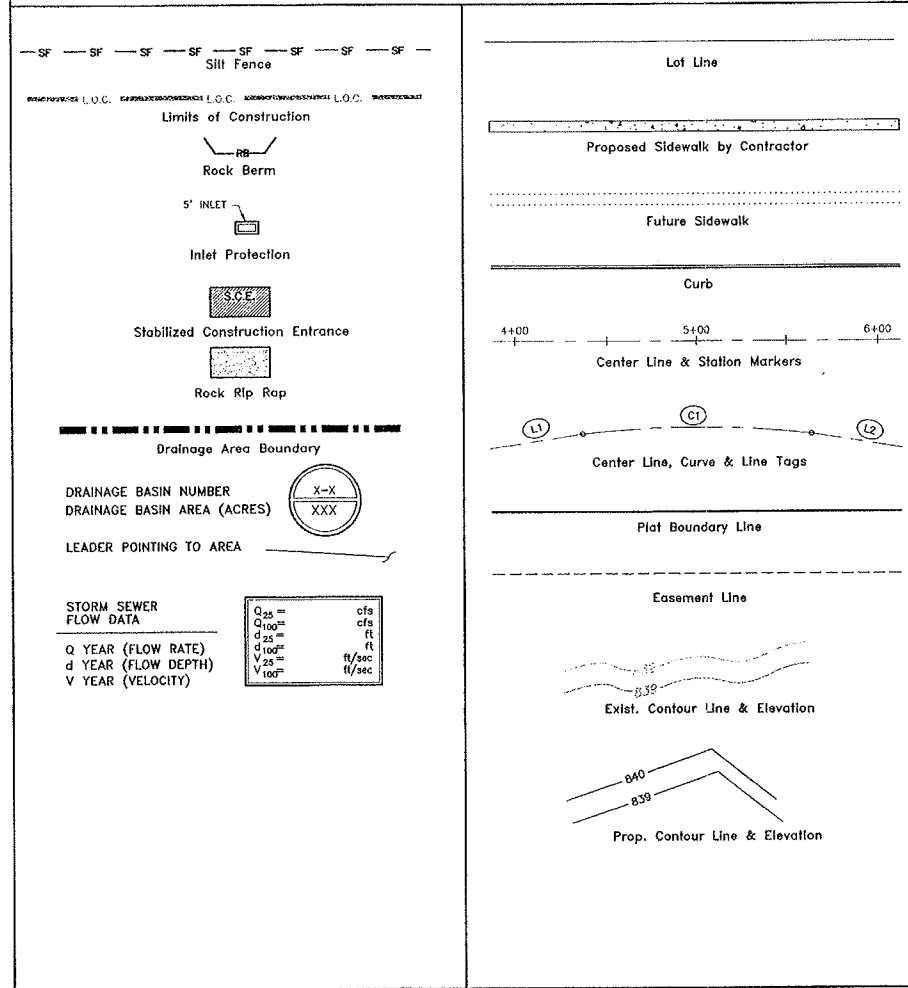 SF SF SF SF SF SF SF SF
Silt Fence
L.O.C. L.O.C. L.O.C.
Limits of Construction
RB
Rock Berm
5' INLET
Inlet Protection
S.C.E.
Stabilized Construction Entrance
Rock Rip Rap
Drainage Area Boundary
DRAINAGE BASIN NUMBER
DRAINAGE BASIN AREA (ACRES)
X-X
XXX
LEADER POINTING TO AREA
STORM SEWER
FLOW DATA
Q YEAR (FLOW RATE)
d YEAR (FLOW DEPTH)
V YEAR (VELOCITY)
Q25= cfs
Q100= cfs
d25= ft
d100= ft
V25= ft/sec
V100= ft/sec
Lot Line
Proposed Sidewalk by Contractor
Future Sidewalk
Curb
4+00 5+00 6+00
Center Line & Station Markers
L1 C1 L2
Center Line, Curve & Line Tags
Plat Boundary Line
Easement Line
839
Exist. Contour Line & Elevation
840
839
Prop. Contour Line & Elevation